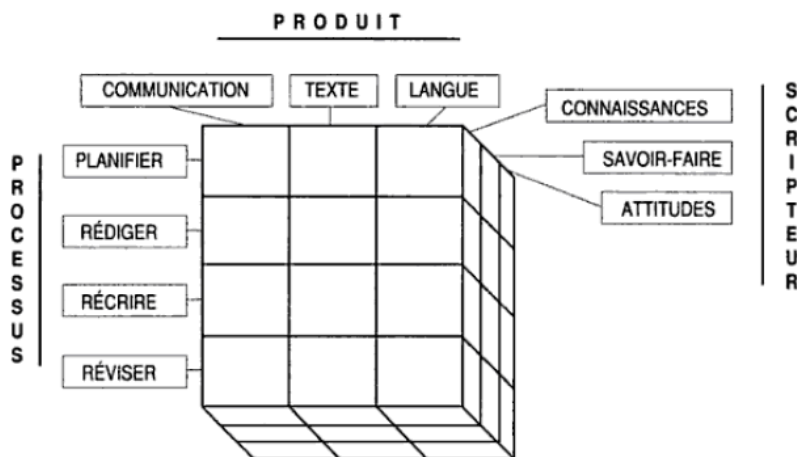 PRODUIT
COMMUNICATION
TEXTE
LANGUE
CONNAISSANCES
SAVOIR-FAIRE
ATTITUDES
SCRIPTEUR
PROCESSUS
PLANIFIER
RÉDIGER
RÉCRIRE
RÉVISER